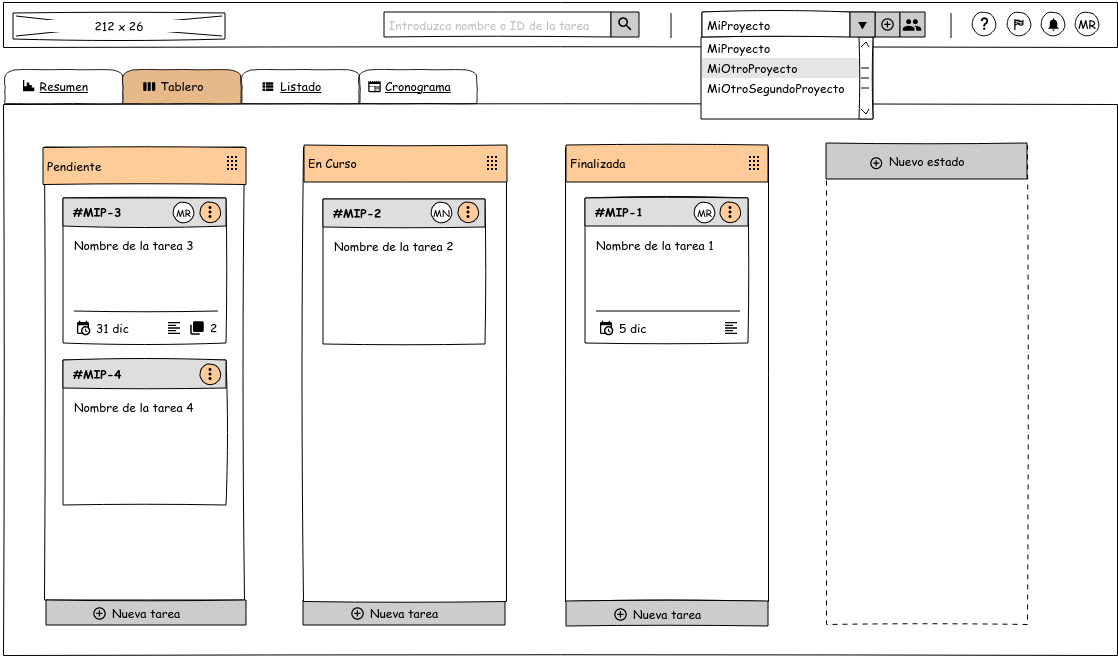 212 x 26
Introduzca nombre o ID de la tarea
MiProyecto
?
MR
MiProyecto
MiOtroProyecto
MiOtroSegundoProyecto
Resumen
Tablero
Listado
Cronograma
Pendiente
#MIP-3
MR
Nombre de la tarea 3
31 dic
2
#MIP-4
Nombre de la tarea 4
Nueva tarea
En Curso
#MIP-2
MN
Nombre de la tarea 2
Nueva tarea
Finalizada
#MIP-1
MR
Nombre de la tarea 1
5 dic
Nueva tarea
Nuevo estado